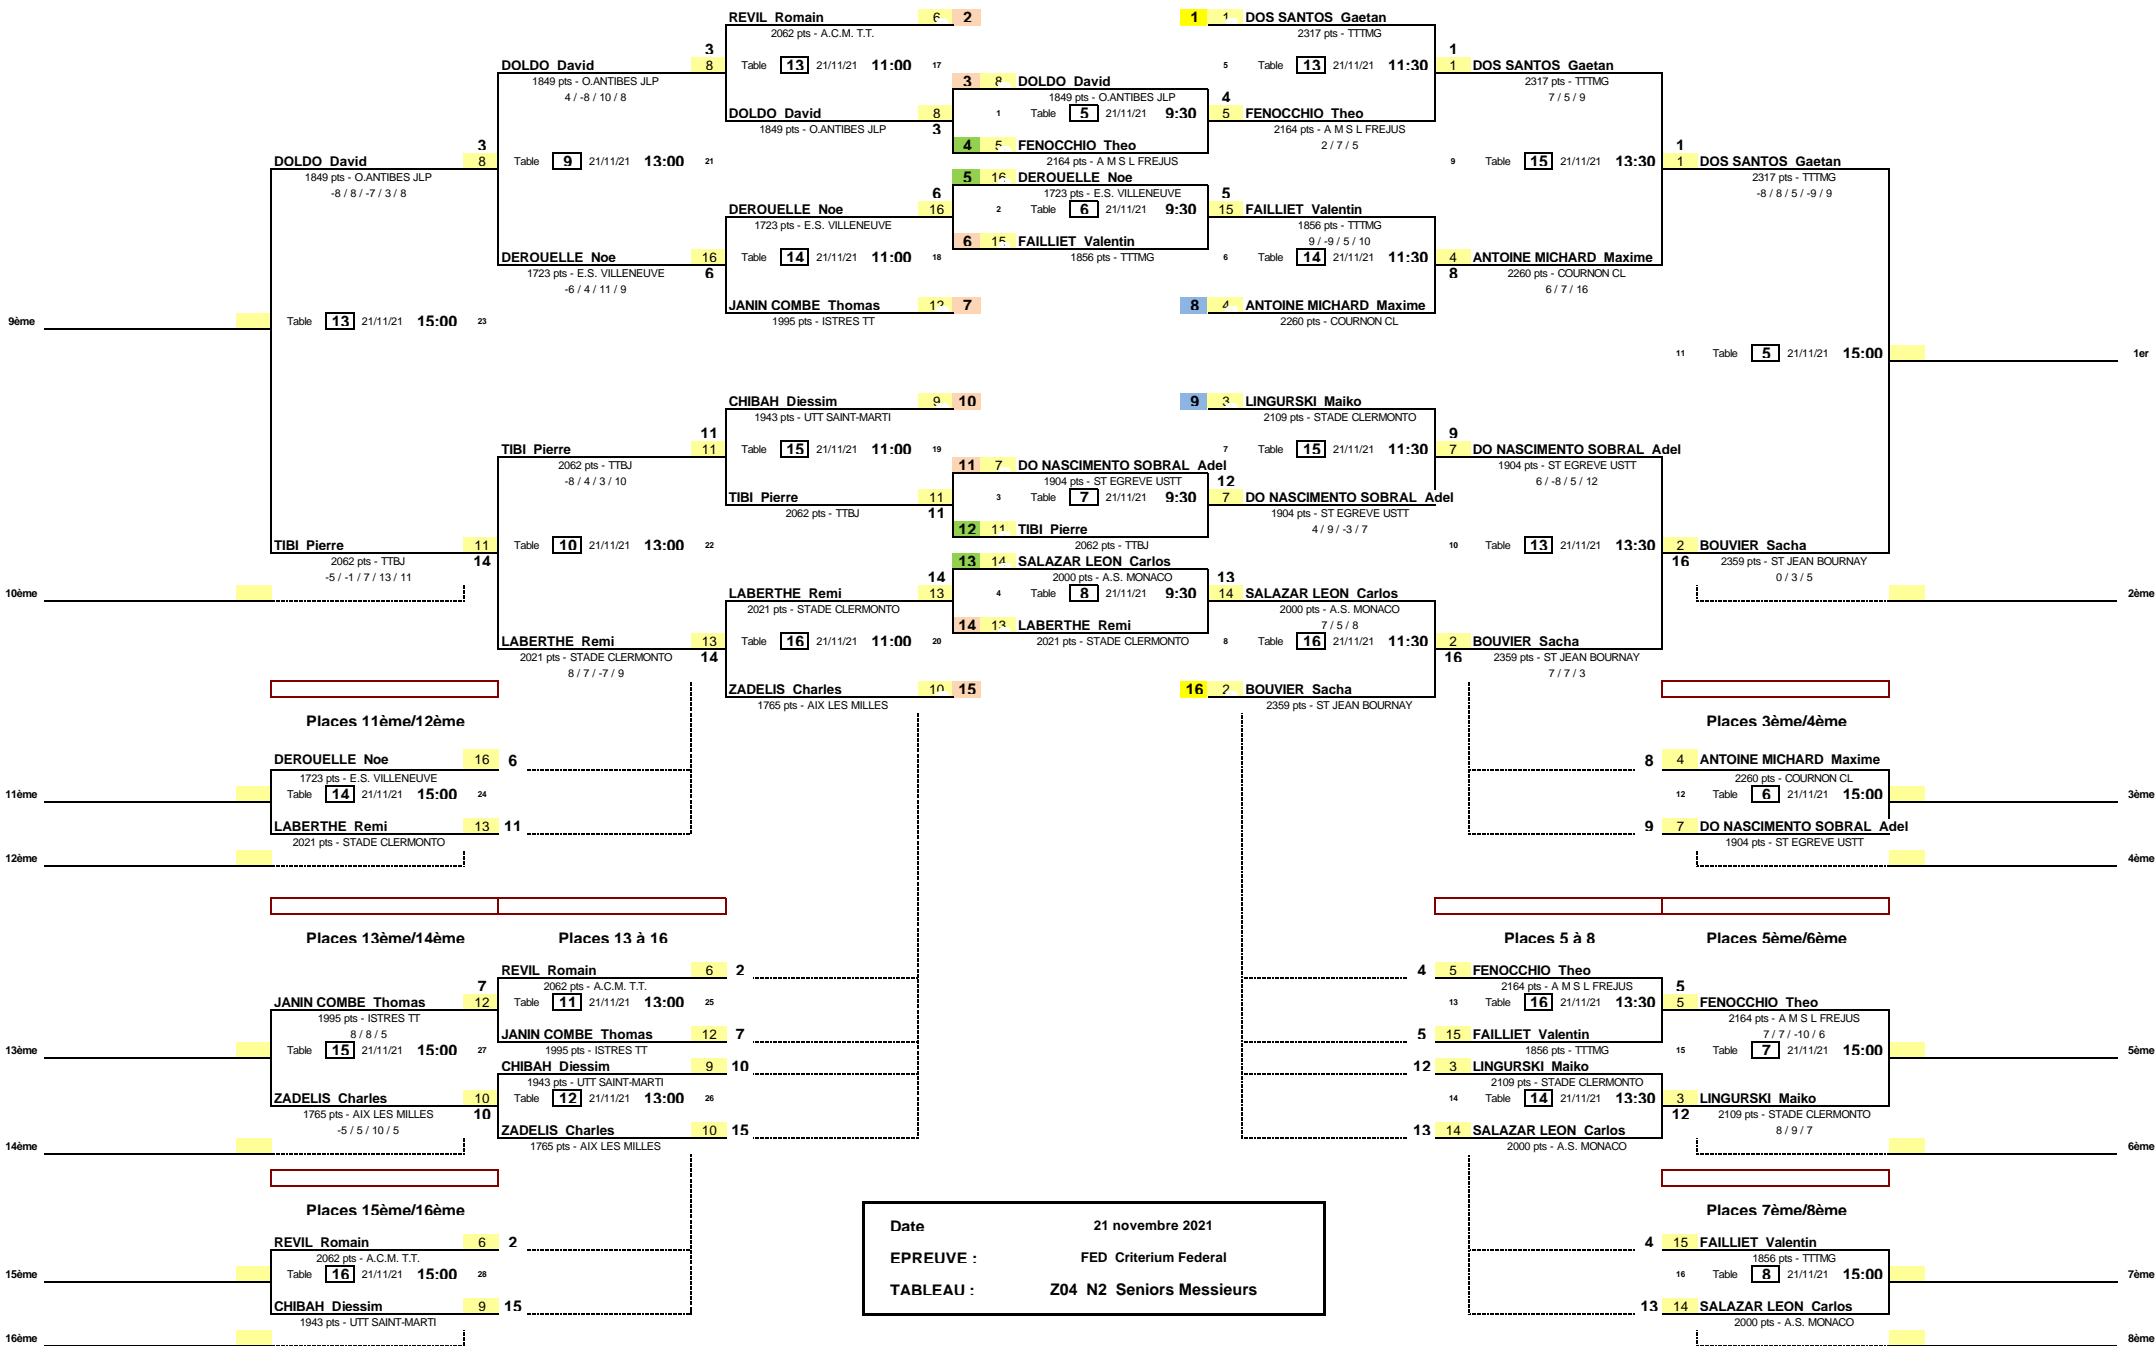 REVIL Romain 6 2 1 1 DOS SANTOS Gaetan
2062 pts - A.C.M. T.T. 2317 pts - TTTMG
3 1
DOLDO David 8 Table 13 21/11/21 11:00 17 5 Table 13 21/11/21 11:30 1 DOS SANTOS Gaetan
1849 pts - O.ANTIBES JLP 3 8 DOLDO David 2317 pts - TTTMG
4 / -8 / 10 / 8 1849 pts - O.ANTIBES JLP 4 7 / 5 / 9
DOLDO David 8 1 Table 5 21/11/21 9:30 5 FENOCCHIO Theo
1849 pts - O.ANTIBES JLP 3 2164 pts - A M S L FREJUS
3 4 5 FENOCCHIO Theo 2 / 7 / 5 1
DOLDO David 8 Table 9 21/11/21 13:00 21 2164 pts - A M S L FREJUS 9 Table 15 21/11/21 13:30 1 DOS SANTOS Gaetan
1849 pts - O.ANTIBES JLP 5 16 DEROUELLE Noe 2317 pts - TTTMG
-8 / 8 / -7 / 3 / 8 6 1723 pts - E.S. VILLENEUVE 5 -8 / 8 / 5 / -9 / 9
DEROUELLE Noe 16 2 Table 6 21/11/21 9:30 15 FAILLIET Valentin
1723 pts - E.S. VILLENEUVE 1856 pts - TTTMG
6 15 FAILLIET Valentin 9 / -9 / 5 / 10
DEROUELLE Noe 16 Table 14 21/11/21 11:00 18 1856 pts - TTTMG 6 Table 14 21/11/21 11:30 4 ANTOINE MICHARD Maxime
1723 pts - E.S. VILLENEUVE 6 8 2260 pts - COURNON CL
-6 / 4 / 11 / 9 6 / 7 / 16
JANIN COMBE Thomas 12 7 8 4 ANTOINE MICHARD Maxime
9ème Table 13 21/11/21 15:00 23 1995 pts - ISTRES TT 2260 pts - COURNON CL
11 Table 5 21/11/21 15:00 1er
CHIBAH Diessim 9 10 9 3 LINGURSKI Maiko
1943 pts - UTT SAINT-MARTI 2109 pts - STADE CLERMONTO
11 9
TIBI Pierre 11 Table 15 21/11/21 11:00 19 7 Table 15 21/11/21 11:30 7 DO NASCIMENTO SOBRAL Adel
2062 pts - TTBJ 11 7 DO NASCIMENTO SOBRAL Adel 1904 pts - ST EGREVE USTT
-8 / 4 / 3 / 10 1904 pts - ST EGREVE USTT 12 6 / -8 / 5 / 12
TIBI Pierre 11 3 Table 7 21/11/21 9:30 7 DO NASCIMENTO SOBRAL Adel
2062 pts - TTBJ 11 1904 pts - ST EGREVE USTT
12 11 TIBI Pierre 4 / 9 / -3 / 7
TIBI Pierre 11 Table 10 21/11/21 13:00 22 2062 pts - TTBJ 10 Table 13 21/11/21 13:30 2 BOUVIER Sacha
2062 pts - TTBJ 14 13 14 SALAZAR LEON Carlos 16 2359 pts - ST JEAN BOURNAY
-5 / -1 / 7 / 13 / 11 14 2000 pts - A.S. MONACO 13 0 / 3 / 5
10ème LABERTHE Remi 13 4 Table 8 21/11/21 9:30 14 SALAZAR LEON Carlos 2ème
2021 pts - STADE CLERMONTO 2000 pts - A.S. MONACO
14 13 LABERTHE Remi 7 / 5 / 8
LABERTHE Remi 13 Table 16 21/11/21 11:00 20 2021 pts - STADE CLERMONTO 8 Table 16 21/11/21 11:30 2 BOUVIER Sacha
2021 pts - STADE CLERMONTO 14 16 2359 pts - ST JEAN BOURNAY
8 / 7 / -7 / 9 7 / 7 / 3
ZADELIS Charles 10 15 16 2 BOUVIER Sacha
1765 pts - AIX LES MILLES 2359 pts - ST JEAN BOURNAY
Places 11ème/12ème Places 3ème/4ème
DEROUELLE Noe 16 6 8 4 ANTOINE MICHARD Maxime
1723 pts - E.S. VILLENEUVE 2260 pts - COURNON CL
11ème Table 14 21/11/21 15:00 24 12 Table 6 21/11/21 15:00 3ème
LABERTHE Remi 13 11 9 7 DO NASCIMENTO SOBRAL Adel
2021 pts - STADE CLERMONTO 1904 pts - ST EGREVE USTT
12ème 4ème
Places 13ème/14ème Places 13 à 16 Places 5 à 8 Places 5ème/6ème
REVIL Romain 6 2 4 5 FENOCCHIO Theo
7 2062 pts - A.C.M. T.T. 2164 pts - A M S L FREJUS 5
JANIN COMBE Thomas 12 Table 11 21/11/21 13:00 25 13 Table 16 21/11/21 13:30 5 FENOCCHIO Theo
1995 pts - ISTRES TT 2164 pts - A M S L FREJUS
8 / 8 / 5 JANIN COMBE Thomas 12 7 5 15 FAILLIET Valentin 7 / 7 / -10 / 6
13ème Table 15 21/11/21 15:00 27 1995 pts - ISTRES TT 1856 pts - TTTMG 15 Table 7 21/11/21 15:00 5ème
CHIBAH Diessim 9 10 12 3 LINGURSKI Maiko
1943 pts - UTT SAINT-MARTI 2109 pts - STADE CLERMONTO
ZADELIS Charles 10 Table 12 21/11/21 13:00 26 14 Table 14 21/11/21 13:30 3 LINGURSKI Maiko
1765 pts - AIX LES MILLES 10 12 2109 pts - STADE CLERMONTO
-5 / 5 / 10 / 5 ZADELIS Charles 10 15 13 14 SALAZAR LEON Carlos 8 / 9 / 7
14ème 1765 pts - AIX LES MILLES 2000 pts - A.S. MONACO 6ème
Places 15ème/16ème Places 7ème/8ème
Date 21 novembre 2021
REVIL Romain 6 2 4 15 FAILLIET Valentin
2062 pts - A.C.M. T.T. EPREUVE : FED Criterium Federal 1856 pts - TTTMG
15ème Table 16 21/11/21 15:00 28 16 Table 8 21/11/21 15:00 7ème
TABLEAU : Z04 N2 Seniors Messieurs
CHIBAH Diessim 9 15 13 14 SALAZAR LEON Carlos
1943 pts - UTT SAINT-MARTI 2000 pts - A.S. MONACO
16ème 8ème